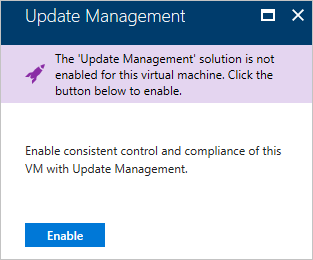 Update Management
The 'Update Management' solution is not
enabled for this virtual machine. Click the
button below to enable.
Enable consistent control and compliance of this
VM with Update Management.
Enable